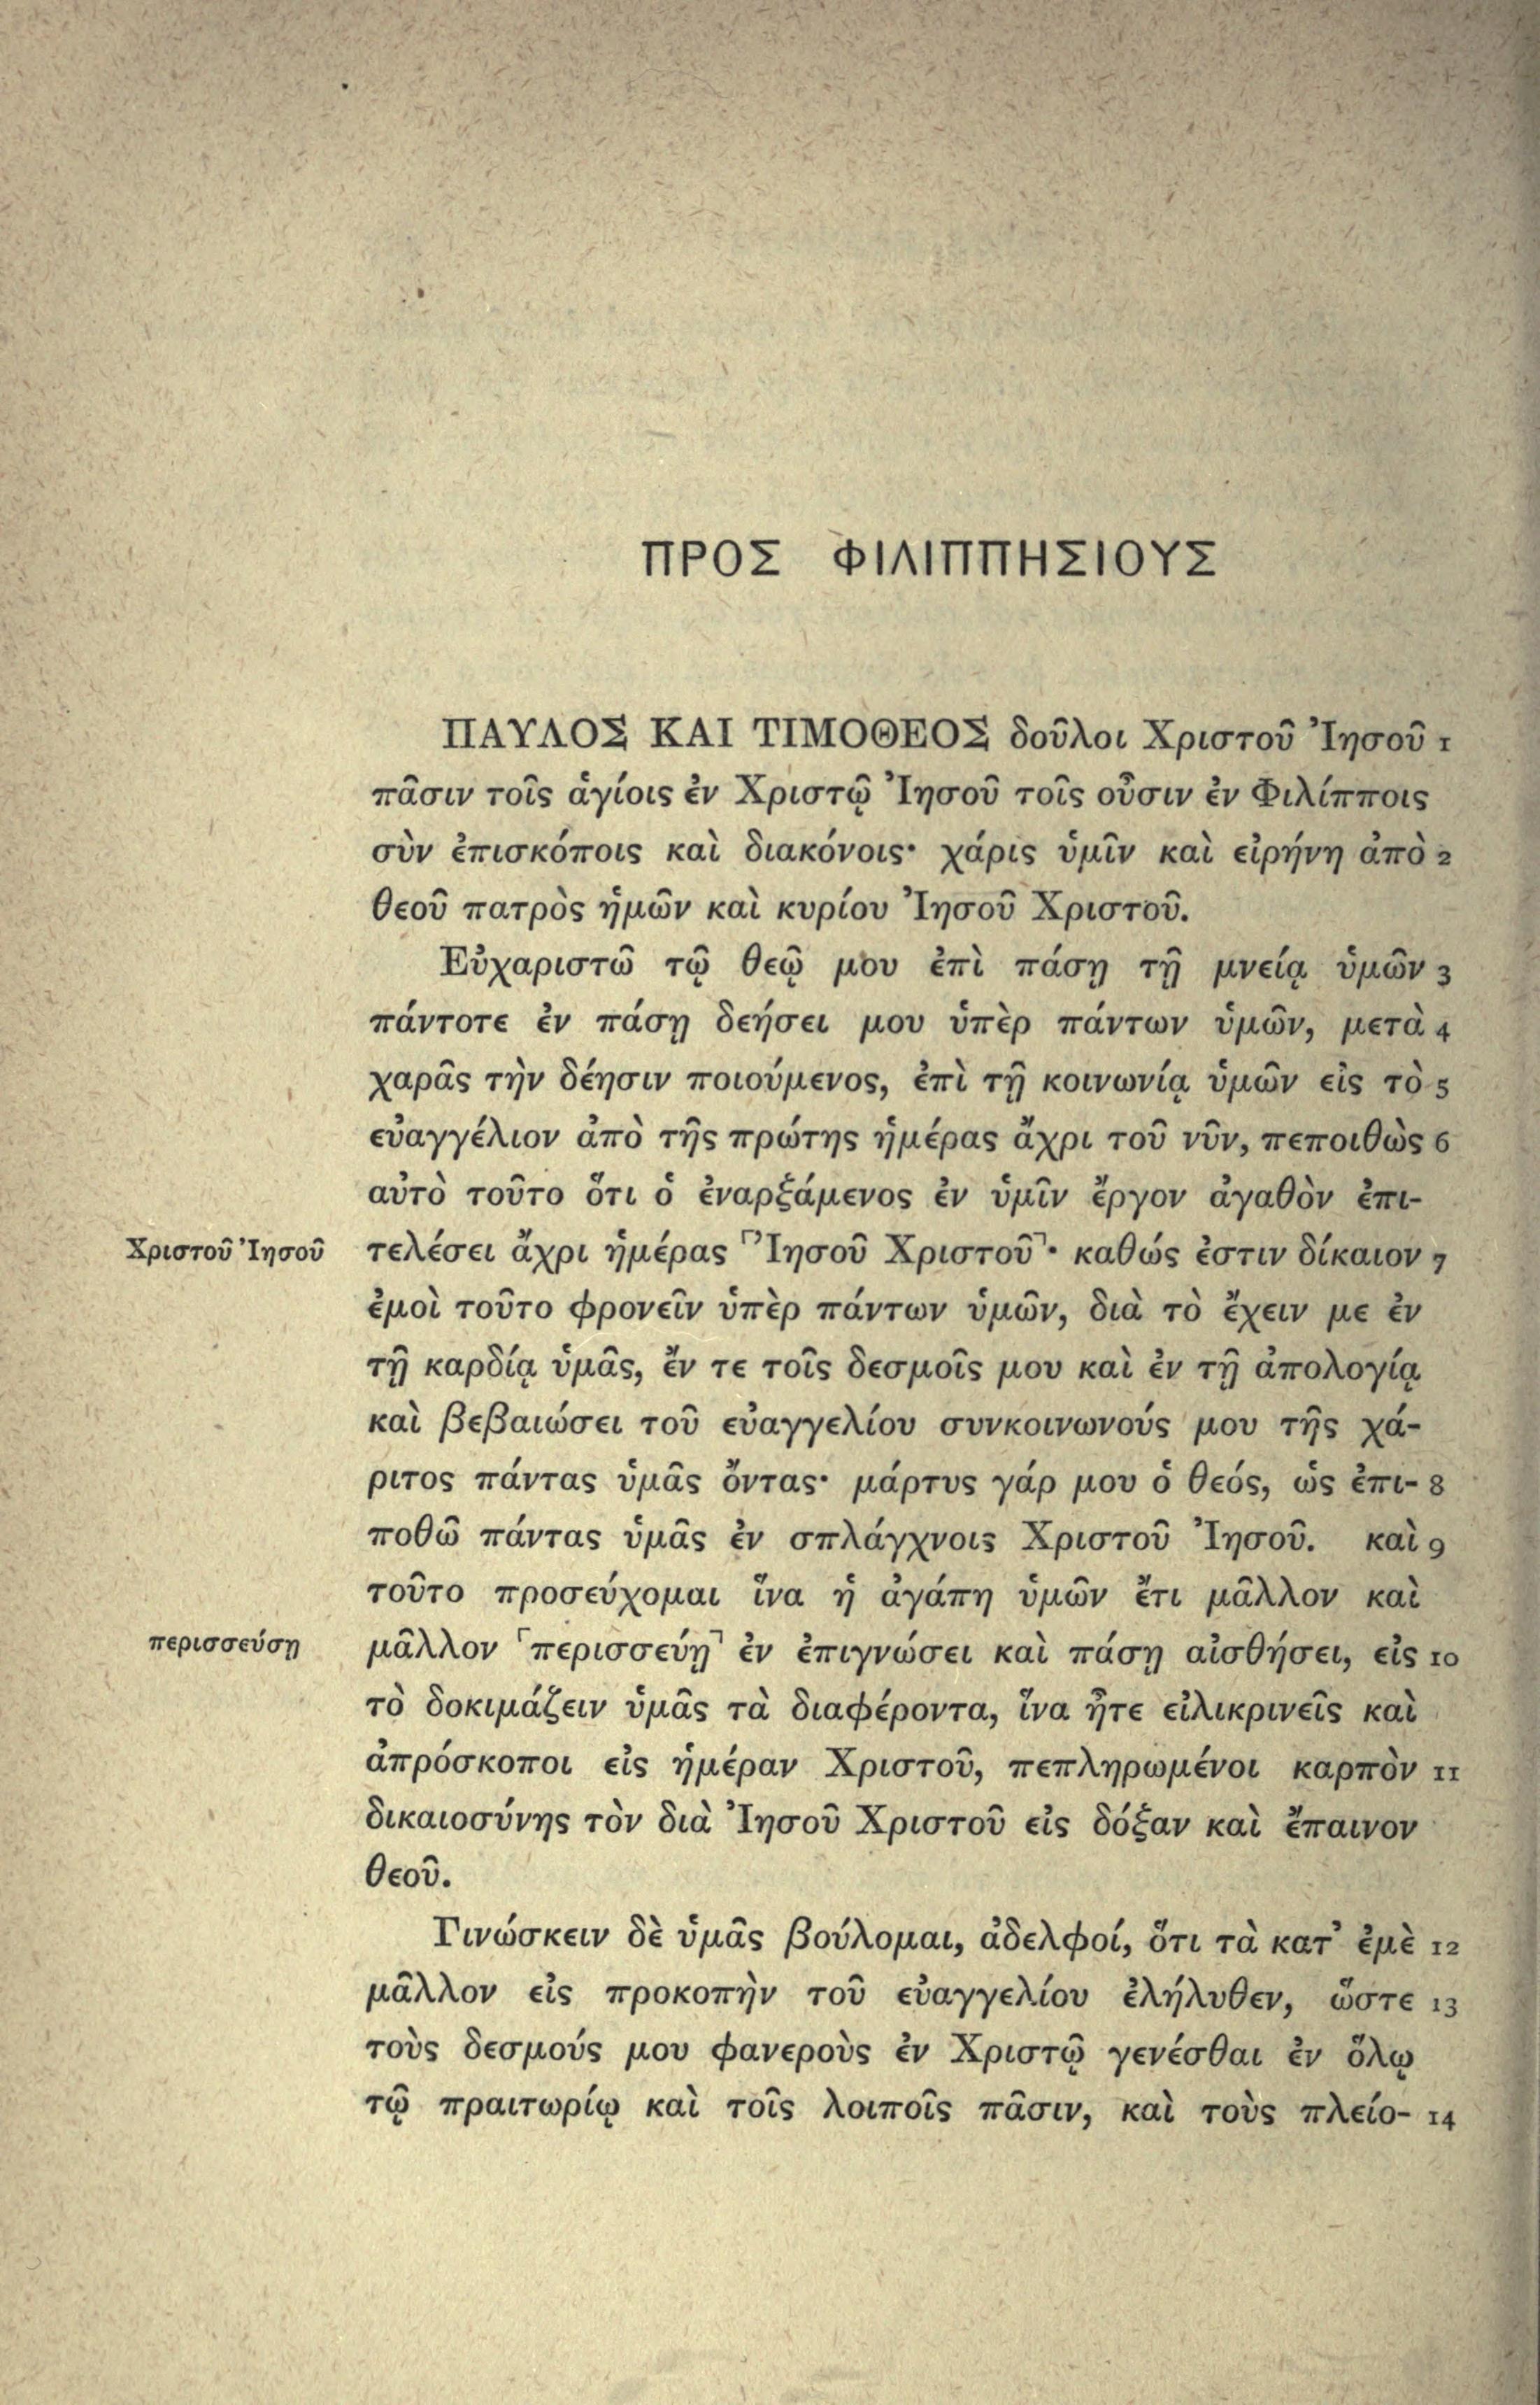 ΠΡΟΣ ΦΙΛΙΠΠΗΣΙΟΥΣ
ΠΑΥΛΟΣ ΚΑΙ ΤΙΜΟΘΕΟΣ δοῦλοι Χριστοῦ Ἰησοῦ 1
πᾶσιν τοῖς ἁγίοις ἐν Χριστῷ Ἰησοῦ τοῖς οὖσιν ἐν Φιλίπποις
σὺν ἐπισκόποις καὶ διακόνοις· χάρις ὑμῖν καὶ εἰρήνη ἀπὸ 2
θεοῦ πατρὸς ἡμῶν καὶ κυρίου Ἰησοῦ Χριστοῦ.
Εὐχαριστῶ τῷ θεῷ μου ἐπὶ πάσῃ τῇ μνείᾳ ὑμῶν 3
πάντοτε ἐν πάσῃ δεήσει μου ὑπὲρ πάντων ὑμῶν, μετὰ 4
χαρᾶς τὴν δέησιν ποιούμενος, ἐπὶ τῇ κοινωνίᾳ ὑμῶν εἰς τὸ 5
εὐαγγέλιον ἀπὸ τῆς πρώτης ἡμέρας ἄχρι τοῦ νῦν, πεποιθὼς 6
αὐτὸ τοῦτο ὅτι ὁ ἐναρξάμενος ἐν ὑμῖν ἔργον ἀγαθὸν ἐπι-
Χριστοῦ Ἰησοῦ τελέσει ἄχρι ἡμέρας ⌜Ἰησοῦ Χριστοῦ⌝· καθώς ἐστιν δίκαιον 7
ἐμοὶ τοῦτο φρονεῖν ὑπὲρ πάντων ὑμῶν, διὰ τὸ ἔχειν με ἐν
τῇ καρδίᾳ ὑμᾶς, ἔν τε τοῖς δεσμοῖς μου καὶ ἐν τῇ ἀπολογίᾳ
καὶ βεβαιώσει τοῦ εὐαγγελίου συνκοινωνούς μου τῆς χά-
ριτος πάντας ὑμᾶς ὄντας· μάρτυς γάρ μου ὁ θεός, ὡς ἐπι- 8
ποθῶ πάντας ὑμᾶς ἐν σπλάγχνοις Χριστοῦ Ἰησοῦ. καὶ 9
τοῦτο προσεύχομαι ἵνα ἡ ἀγάπη ὑμῶν ἔτι μᾶλλον καὶ
περισσεύσῃ μᾶλλον ⌜περισσεύῃ⌝ ἐν ἐπιγνώσει καὶ πάσῃ αἰσθήσει, εἰς 10
τὸ δοκιμάζειν ὑμᾶς τὰ διαφέροντα, ἵνα ἦτε εἰλικρινεῖς καὶ
ἀπρόσκοποι εἰς ἡμέραν Χριστοῦ, πεπληρωμένοι καρπὸν 11
δικαιοσύνης τὸν διὰ Ἰησοῦ Χριστοῦ εἰς δόξαν καὶ ἔπαινον
θεοῦ.
Γινώσκειν δὲ ὑμᾶς βούλομαι, ἀδελφοί, ὅτι τὰ κατ᾽ ἐμὲ 12
μᾶλλον εἰς προκοπὴν τοῦ εὐαγγελίου ἐλήλυθεν, ὥστε 13
τοὺς δεσμούς μου φανεροὺς ἐν Χριστῷ γενέσθαι ἐν ὅλῳ
τῷ πραιτωρίῳ καὶ τοῖς λοιποῖς πᾶσιν, καὶ τοὺς πλείο- 14